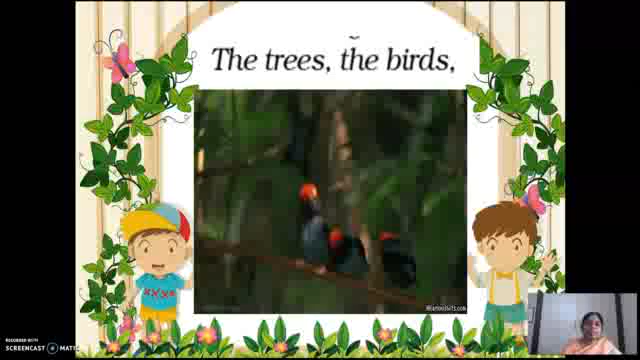 The trees, the birds,
RECORDED WITH
SCREENCAST MATIC